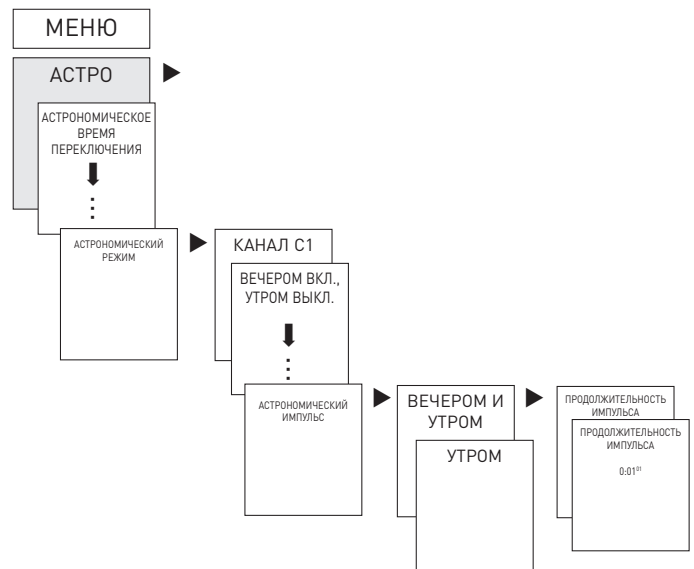 МЕНЮ
АСТРО
АСТРОНОМИЧЕСКОЕ
ВРЕМЯ
ПЕРЕКЛЮЧЕНИЯ
АСТРОНОМИЧЕСКИЙ
РЕЖИМ
КАНАЛ C1
ВЕЧЕРОМ ВКЛ.,
УТРОМ ВЫКЛ.
АСТРОНОМИЧЕСКИЙ
ИМПУЛЬС
ВЕЧЕРОМ И
УТРОМ
УТРОМ
ПРОДОЛЖИТЕЛЬНОСТЬ
ИМПУЛЬСА
ПРОДОЛЖИТЕЛЬНОСТЬ
ИМПУЛЬСА
0:01⁰¹